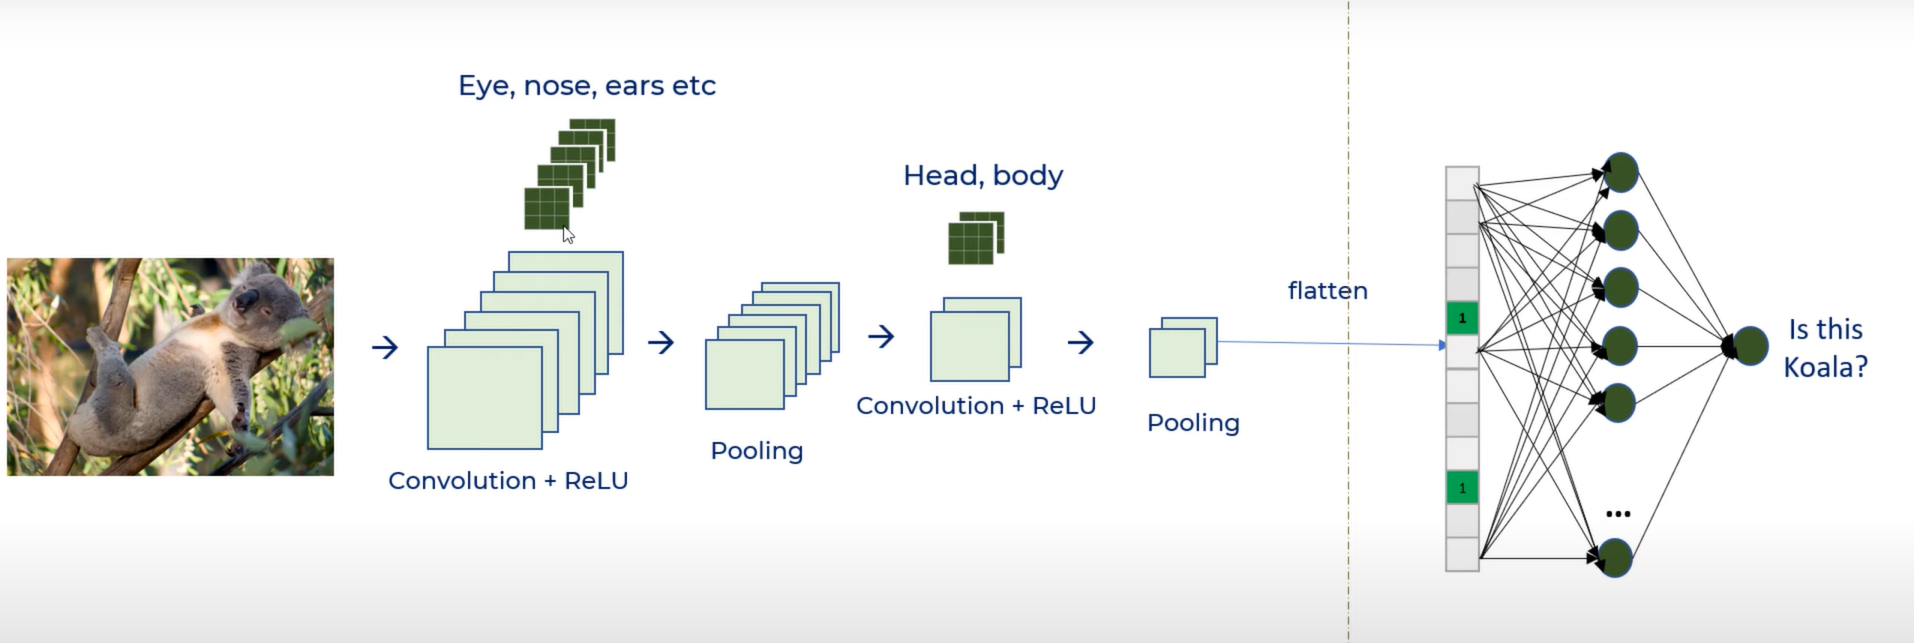 Eye, nose, ears etc
Head, body
flatten
Convolution + ReLU
Pooling
Convolution + ReLU
Pooling
1
1
...
Is this
Koala?